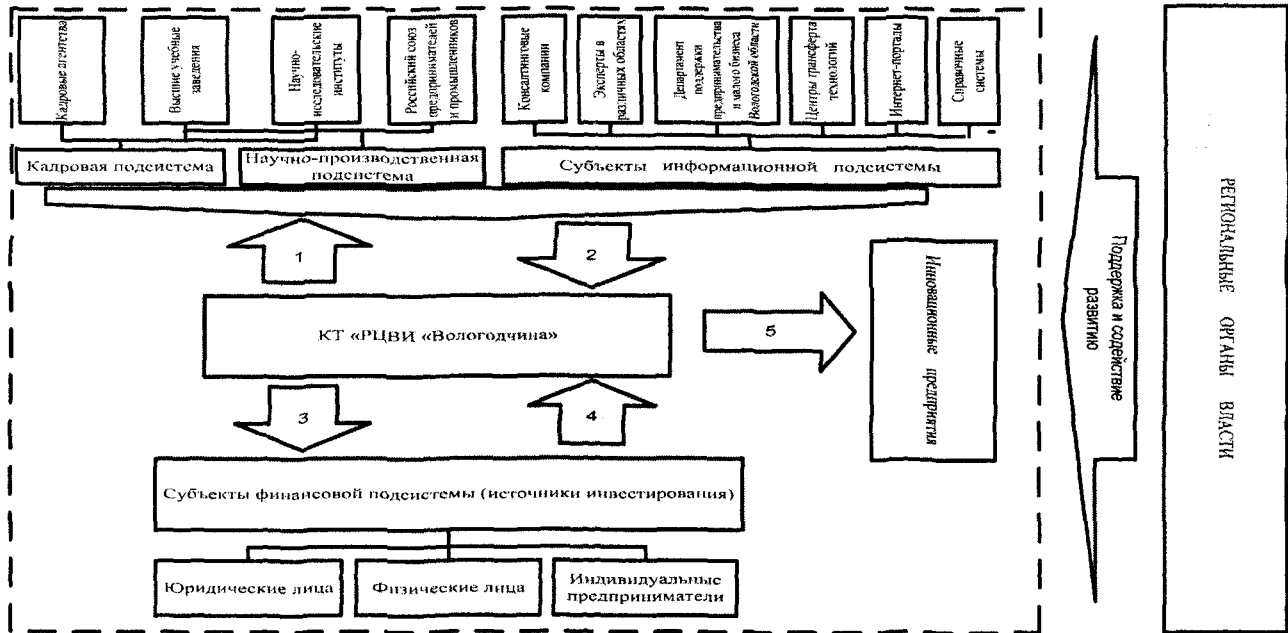 Кадровые агентства
Высшие учебные
заведения
Научно-
исследовательские
институты
Российский союз
предпринимателей
и промышленников
Консалтинговые
компании
Эксперты в
различных областях
Департамент
поддержки
предпринимательства
и малого бизнеса
Вологодской области
Центры трансферта
технологий
Интернет-порталы
Справочные
системы
Кадровая подсистема
Научно-производственная
подсистема
Субъекты информационной подсистемы
1
2
КТ «РЦВИ «Вологодчина»
5
Инновационные предприятия
3
4
Субъекты финансовой подсистемы (источники инвестирования)
Юридические лица
Физические лица
Индивидуальные
предприниматели
Поддержка и содействие
развитию
РЕГИОНАЛЬНЫЕ ОРГАНЫ ВЛАСТИ